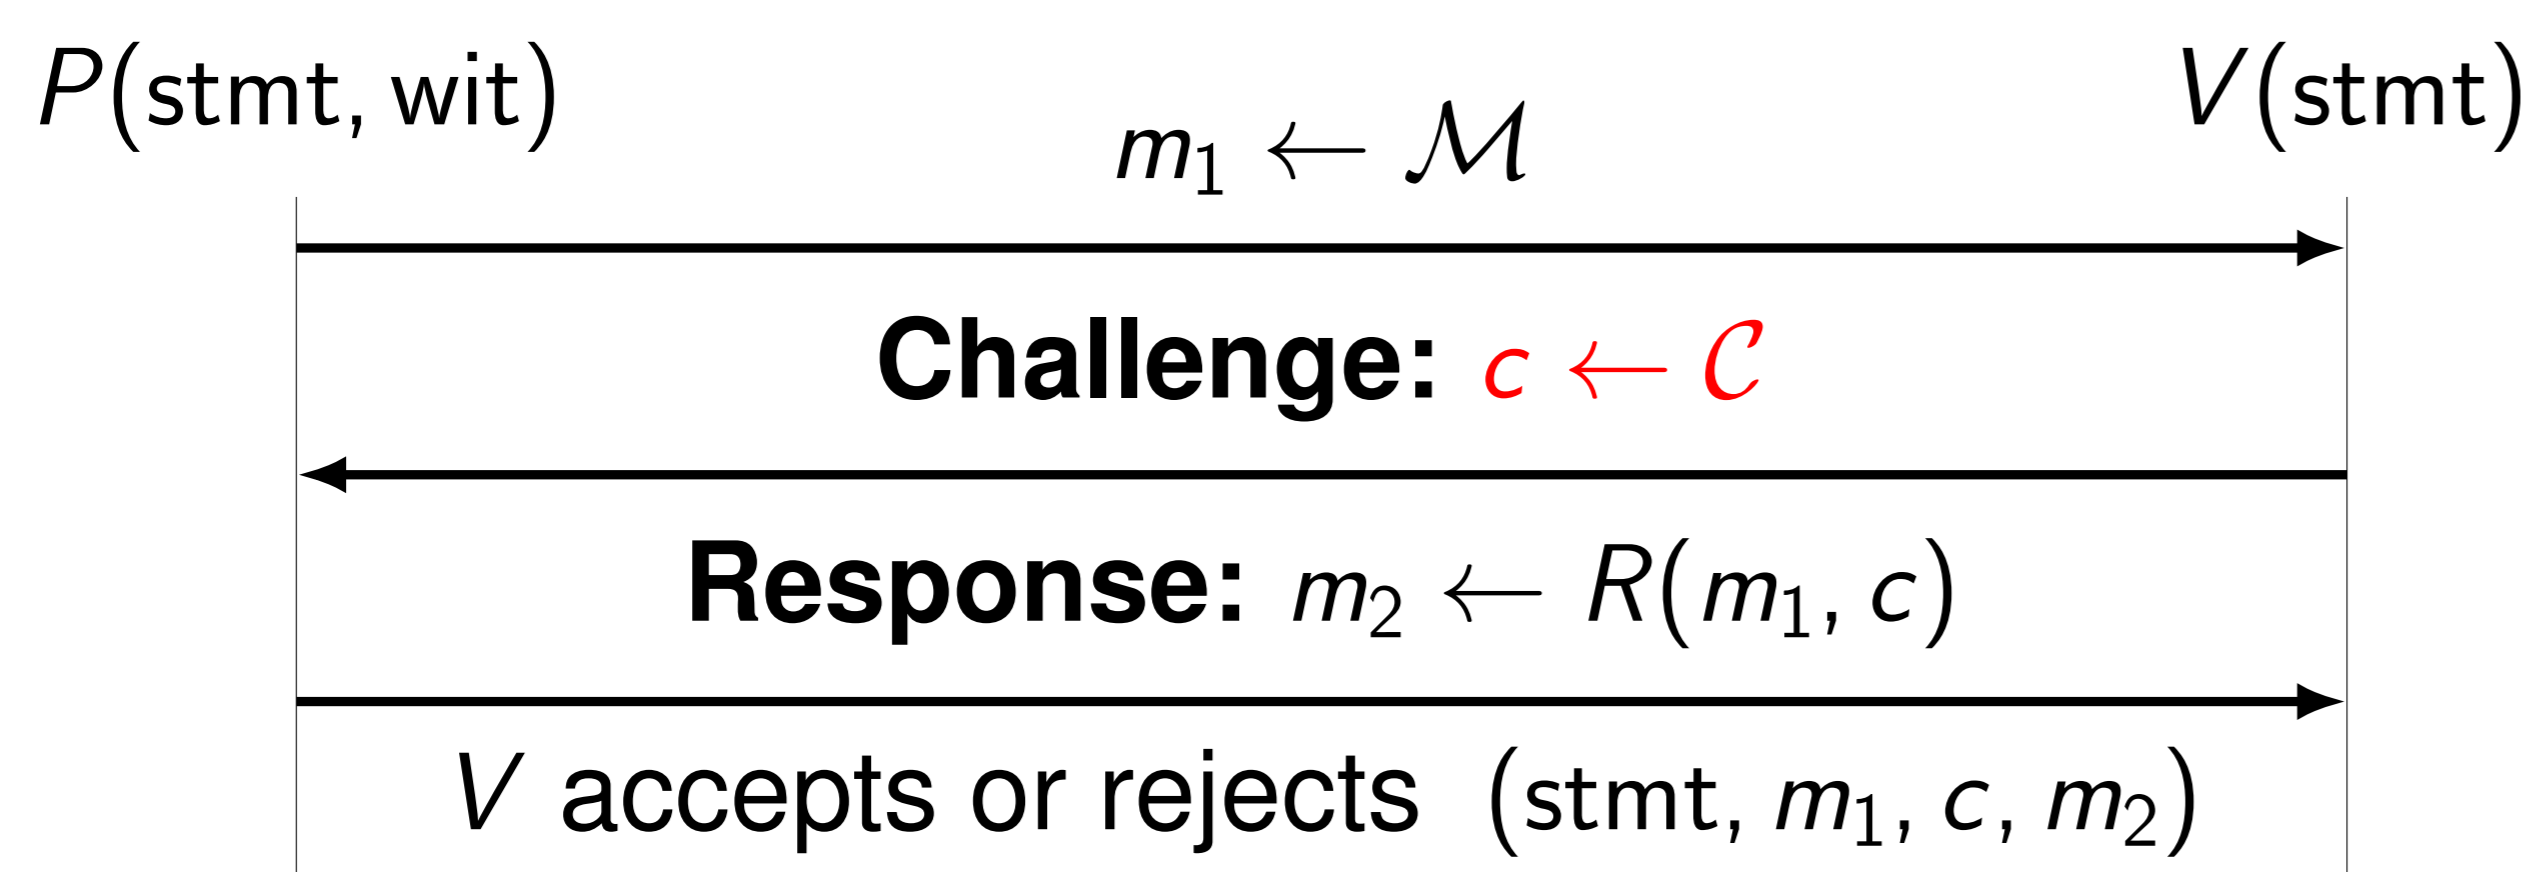 P(stmt, wit)
V(stmt)
m₁ ← ℳ
Challenge: c ← 𝒞
Response: m₂ ← R(m₁, c)
V accepts or rejects (stmt, m₁, c, m₂)